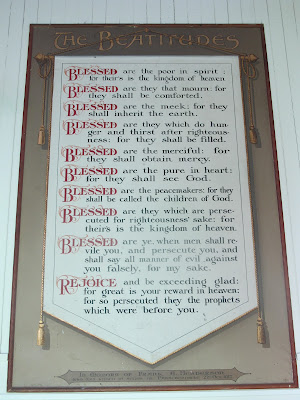 THE BEATITUDES
BLESSED are the poor in spirit :
for their's is the kingdom of heaven.
BLESSED are they that mourn: for
they shall be comforted.
BLESSED are the meek: for they
shall inherit the earth.
BLESSED are they which do hun-
ger and thirst after righteous-
ness: for they shall be filled.
BLESSED are the merciful: for
they shall obtain mercy.
BLESSED are the pure in heart:
for they shall see God.
BLESSED are the peacemakers: for they
shall be called the children of God.
BLESSED are they which are perse-
cuted for righteousness' sake: for
their's is the kingdom of heaven.
BLESSED are ye, when men shall re-
vile you, and persecute you, and
shall say all manner of evil against
you falsely, for my sake.
REJOICE and be exceeding glad:
for great is your reward in heaven:
for so persecuted they the prophets
which were before you.
IN MEMORY OF